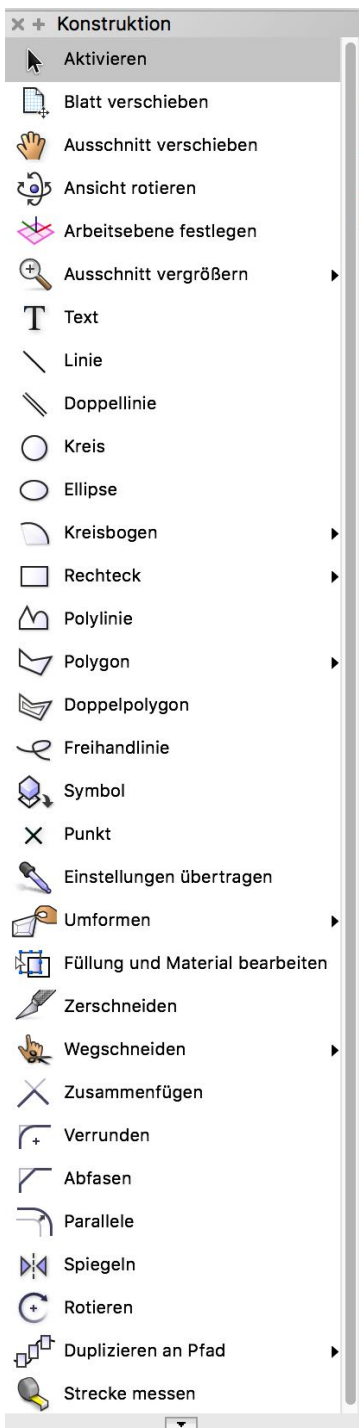 Konstruktion
Aktivieren
Blatt verschieben
Ausschnitt verschieben
Ansicht rotieren
Arbeitsebene festlegen
Ausschnitt vergrößern
Text
Linie
Doppellinie
Kreis
Ellipse
Kreisbogen
Rechteck
Polylinie
Polygon
Doppelpolygon
Freihandlinie
Symbol
Punkt
Einstellungen übertragen
Umformen
Füllung und Material bearbeiten
Zerschneiden
Wegschneiden
Zusammenfügen
Verrunden
Abfasen
Parallele
Spiegeln
Rotieren
Duplizieren an Pfad
Strecke messen